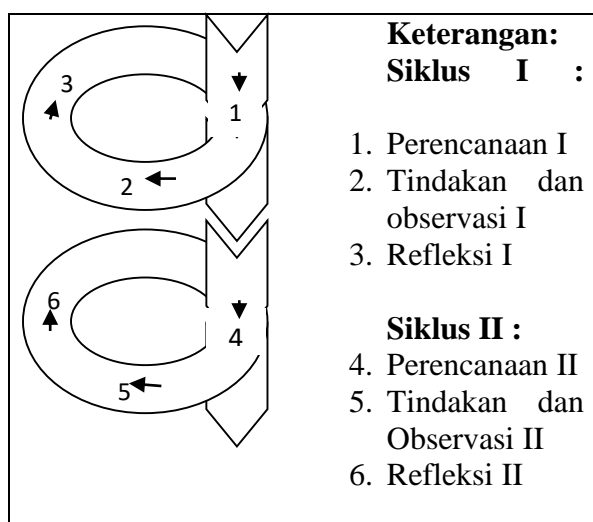 Keterangan:
Siklus I :
1. Perencanaan I
2. Tindakan dan
observasi I
3. Refleksi I
Siklus II :
4. Perencanaan II
5. Tindakan dan
Observasi II
6. Refleksi II
3
1
2
6
4
5